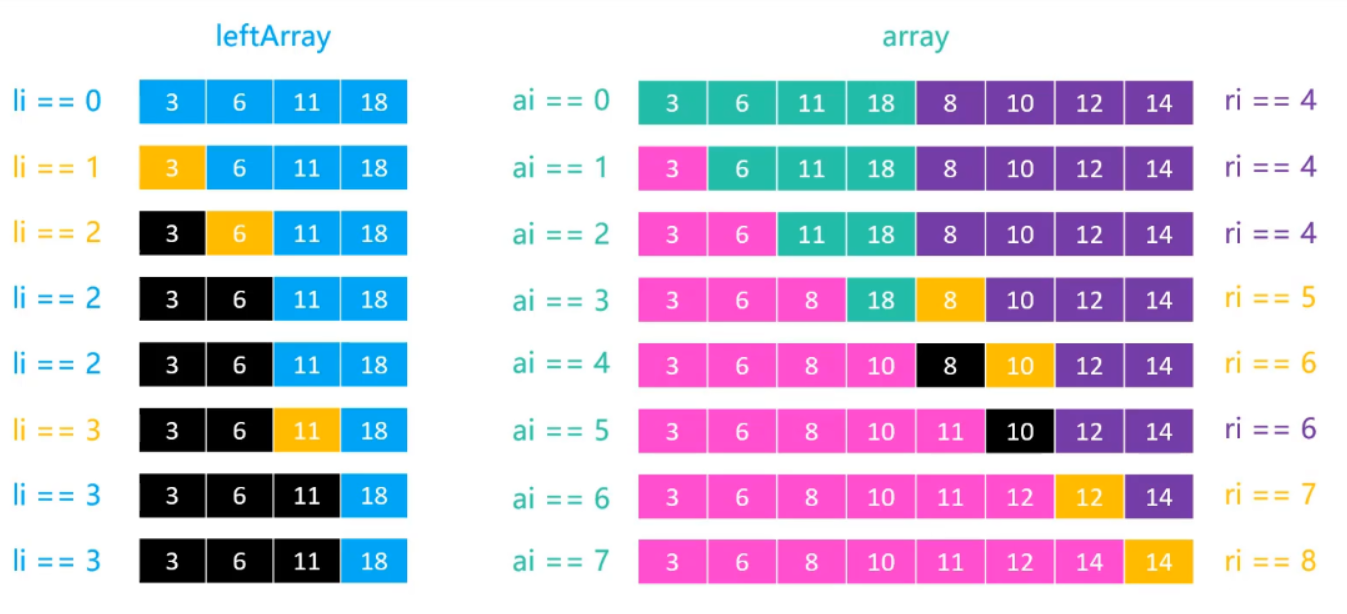 leftArray array
li == 0 3 6 11 18 ai == 0 3 6 11 18 8 10 12 14 ri == 4
li == 1 3 6 11 18 ai == 1 3 6 11 18 8 10 12 14 ri == 4
li == 2 3 6 11 18 ai == 2 3 6 11 18 8 10 12 14 ri == 4
li == 2 3 6 11 18 ai == 3 3 6 8 18 8 10 12 14 ri == 5
li == 2 3 6 11 18 ai == 4 3 6 8 10 8 10 12 14 ri == 6
li == 3 3 6 11 18 ai == 5 3 6 8 10 11 10 12 14 ri == 6
li == 3 3 6 11 18 ai == 6 3 6 8 10 11 12 12 14 ri == 7
li == 3 3 6 11 18 ai == 7 3 6 8 10 11 12 14 14 ri == 8